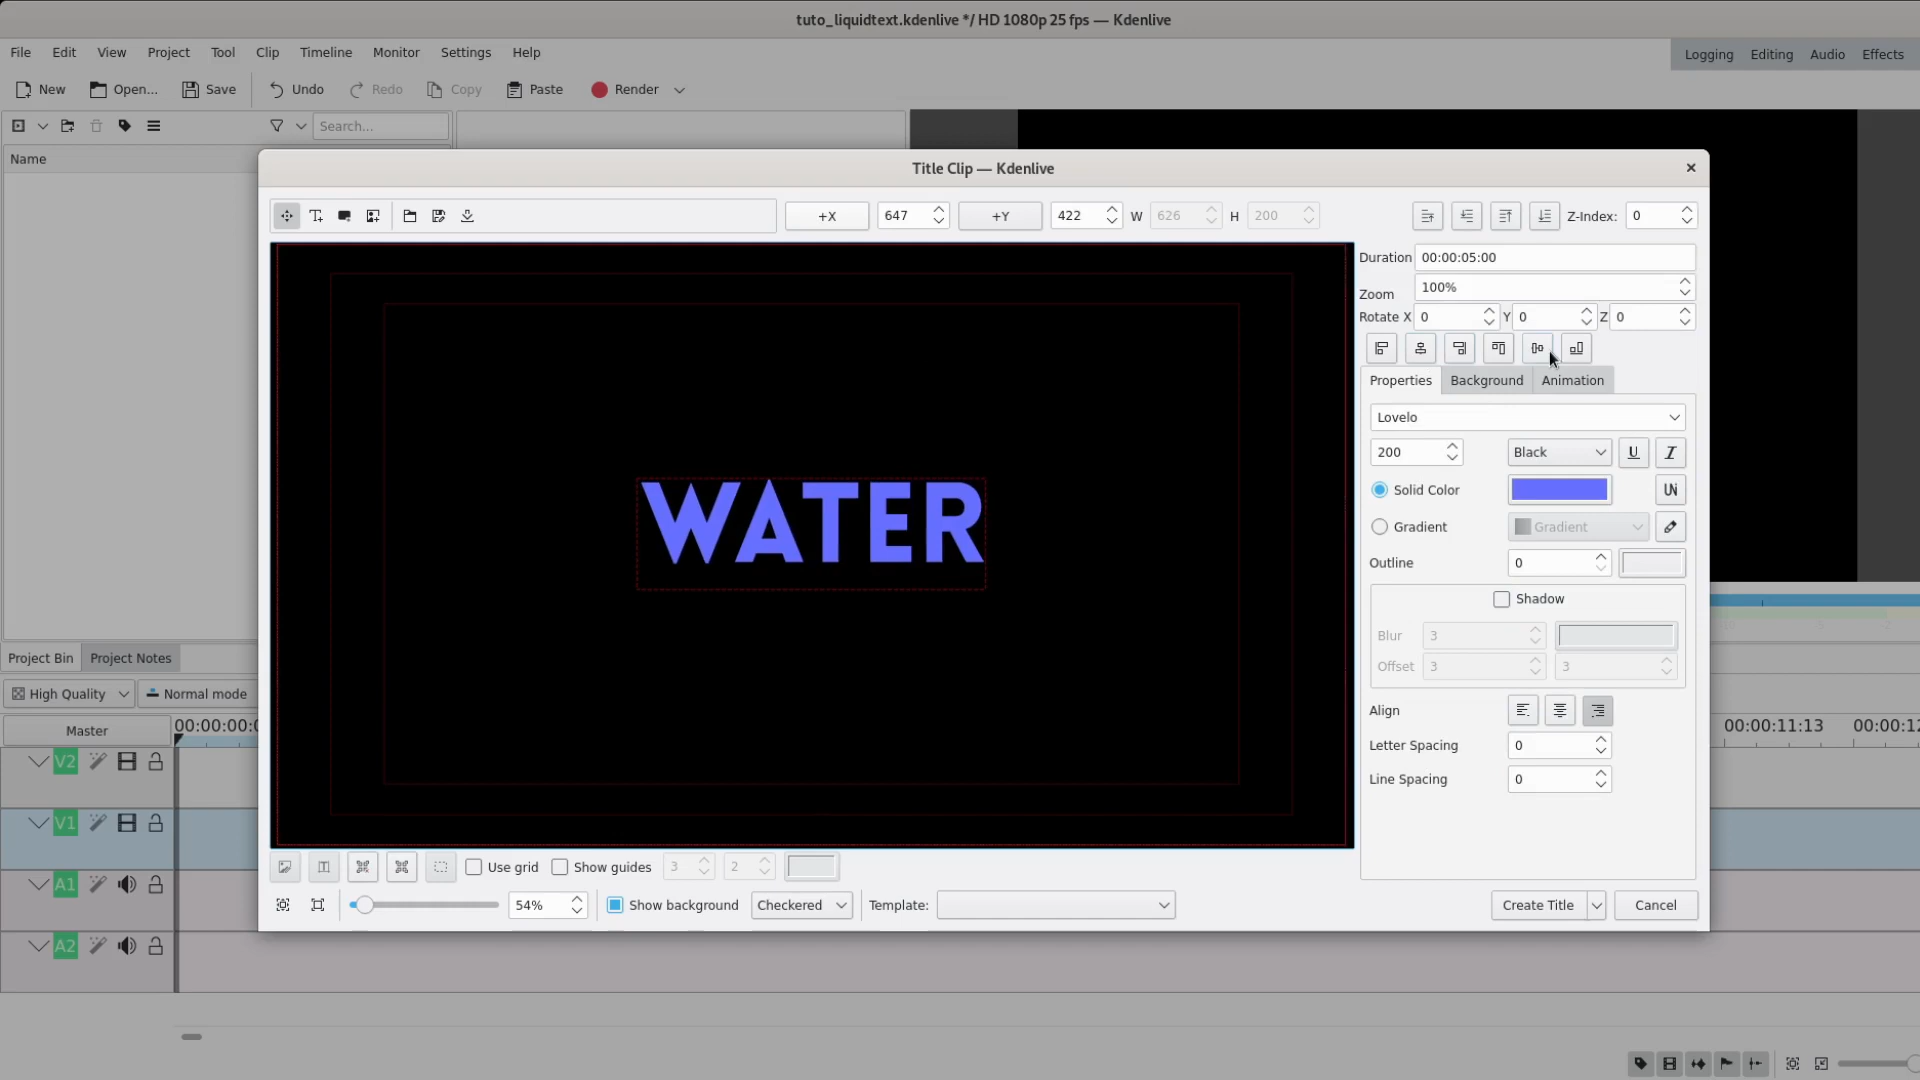 tuto_liquidtext.kdenlive */ HD 1080p 25 fps — Kdenlive
File Edit View Project Tool Clip Timeline Monitor Settings Help
Logging Editing Audio Effects
New Open... Save Undo Redo Copy Paste Render
Search...
Name
Title Clip — Kdenlive
+X 647 +Y 422 W 626 H 200 Z-Index: 0
Duration 00:00:05:00
Zoom 100%
Rotate X 0 Y 0 Z 0
Properties Background Animation
Lovelo
200 Black U I
Solid Color
Gradient Gradient
Outline 0
Shadow
Blur 3
Offset 3 3
Align
Letter Spacing 0
Line Spacing 0
WATER
Project Bin Project Notes
High Quality Normal mode
Master 00:00:00:0 00:00:11:13 00:00:12
V2
V1
A1
A2
Use grid Show guides 3 2
54% Show background Checkered Template: Create Title Cancel